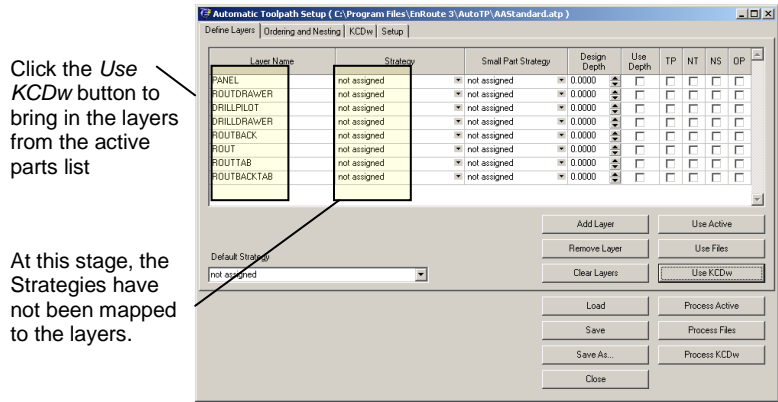 Automatic Toolpath Setup ( C:\Program Files\EnRoute 3\AutoTP\AAStandard.atp )
Define Layers Ordering and Nesting KCDw Setup
Click the Use
KCDw button to
bring in the layers
from the active
parts list
Layer Name Strategy Small Part Strategy Design Depth Use Depth TP NT NS OP
PANEL not assigned not assigned 0.0000
ROUTDRAWER not assigned not assigned 0.0000
DRILLPILOT not assigned not assigned 0.0000
DRILLDRAWER not assigned not assigned 0.0000
ROUTBACK not assigned not assigned 0.0000
ROUT not assigned not assigned 0.0000
ROUTTAB not assigned not assigned 0.0000
ROUTBACKTAB not assigned not assigned 0.0000
At this stage, the
Strategies have
not been mapped
to the layers.
Add Layer Use Active
Remove Layer Use Files
Default Strategy
not assigned
Clear Layers Use KCDw
Load Process Active
Save Process Files
Save As... Process KCDw
Close